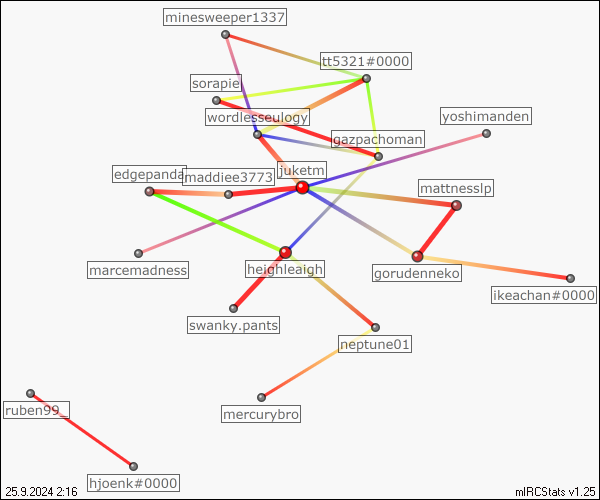 minesweeper1337
tt5321#0000
sorapie
wordlesseulogy
yoshimanden
gazpachoman
juketm
edgepanda
maddiee3773
mattnesslp
marcemadness
heighleaigh
gorudenneko
ikeachan#0000
swanky.pants
neptune01
mercurybro
ruben99_
hjoenk#0000
25.9.2024 2:16
mIRCStats v1.25